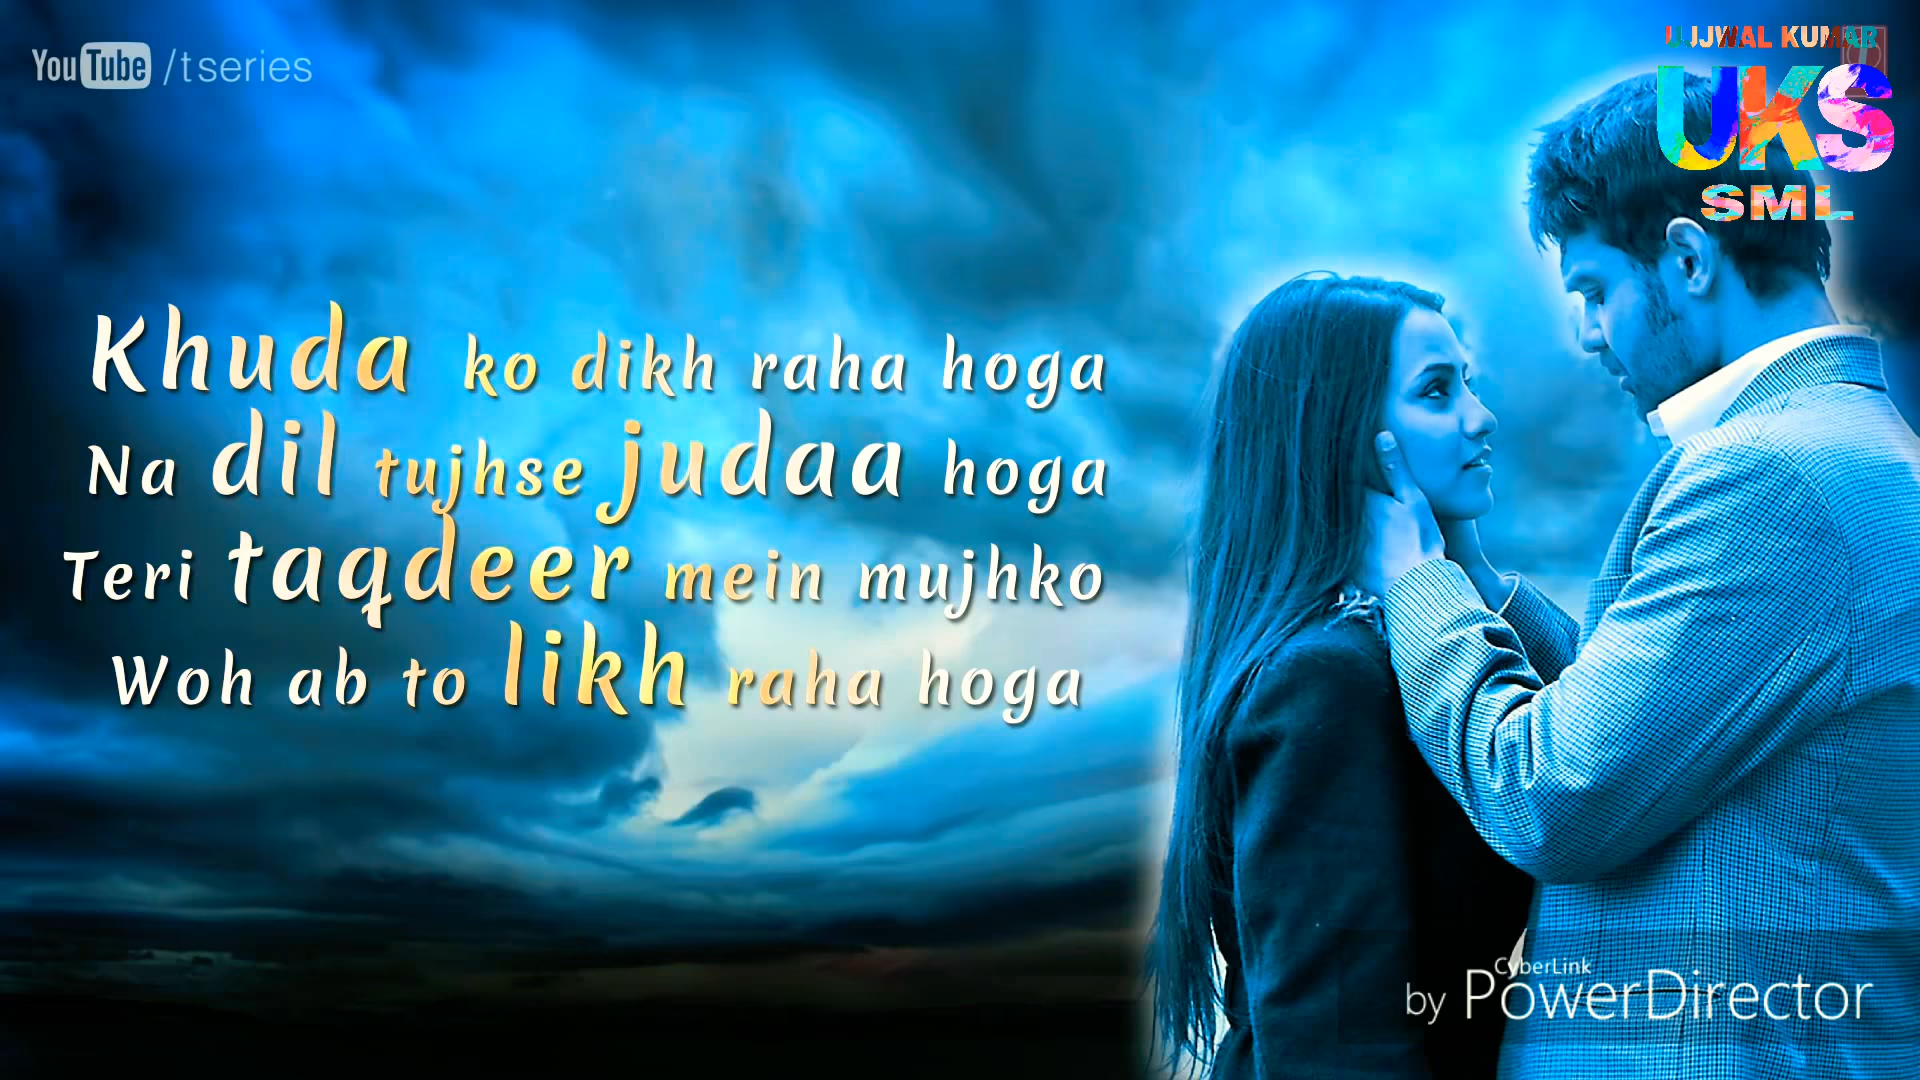 YouTube /tseries
UJJWAL KUMAR
UKS
SML
Khuda ko dikh raha hoga
Na dil tujhse judaa hoga
Teri taqdeer mein mujhko
Woh ab to likh raha hoga
CyberLink
by PowerDirector